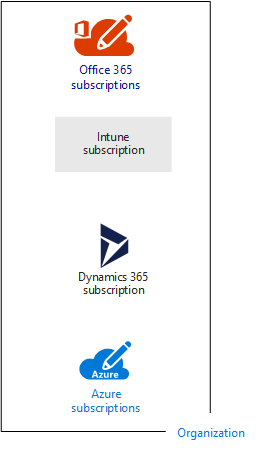 Office 365
subscriptions
Intune
subscription
Dynamics 365
subscription
Azure
Azure
subscriptions
Organization